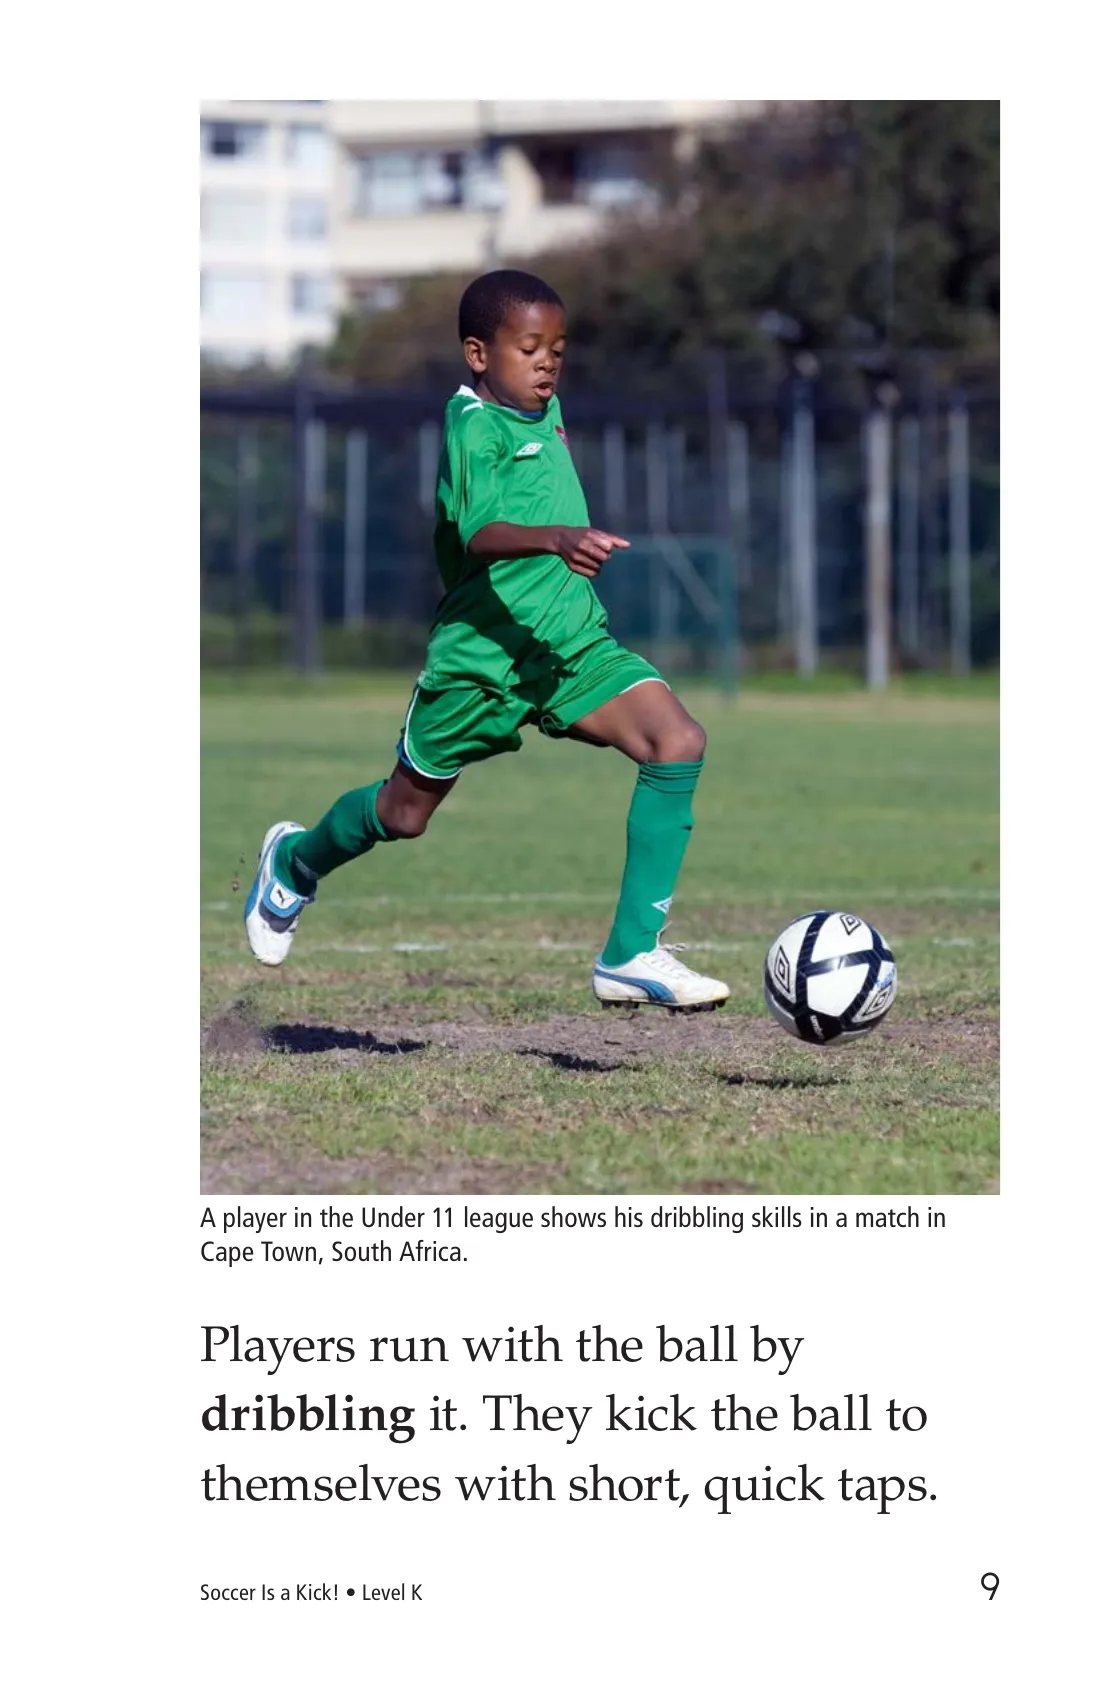 A player in the Under 11 league shows his dribbling skills in a match in
Cape Town, South Africa.
Players run with the ball by
dribbling it. They kick the ball to
themselves with short, quick taps.
Soccer Is a Kick! • Level K
9